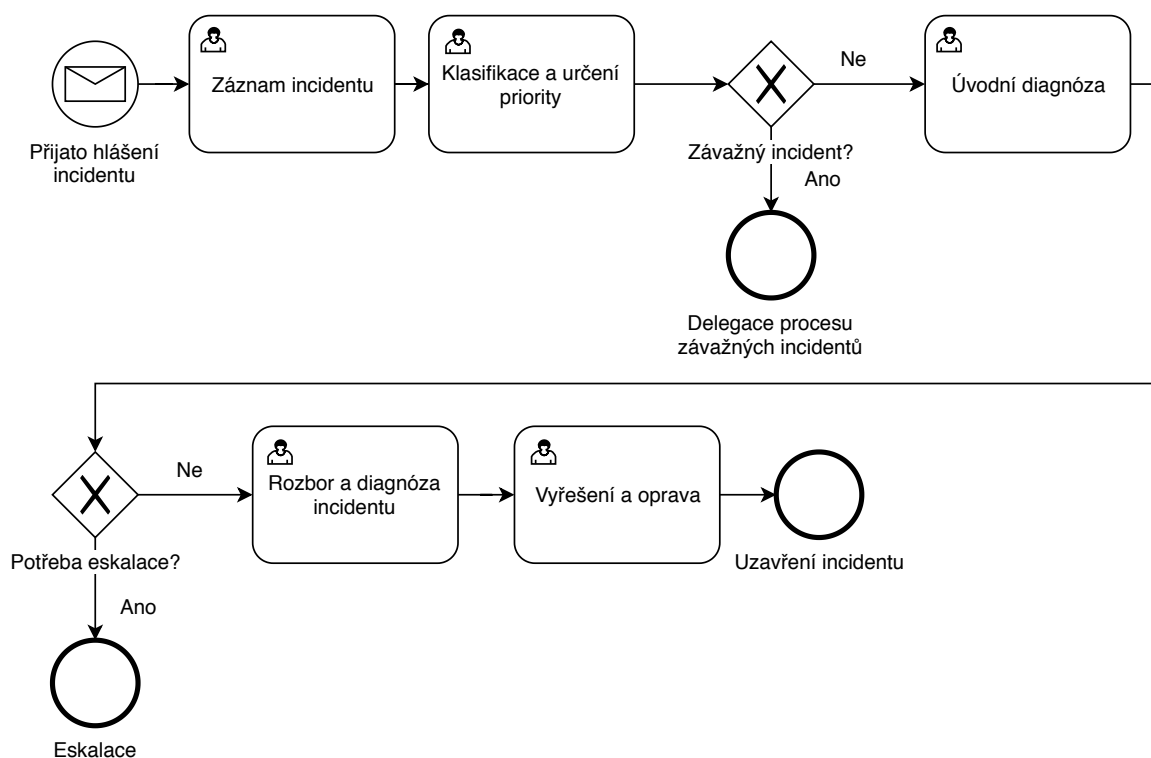 Záznam incidentu
Klasifikace a určení
priority
Ne
Úvodní diagnóza
Přijato hlášení
incidentu
Závažný incident?
Ano
Delegace procesu
závažných incidentů
Ne
Rozbor a diagnóza
incidentu
Vyřešení a oprava
Potřeba eskalace?
Uzavření incidentu
Ano
Eskalace